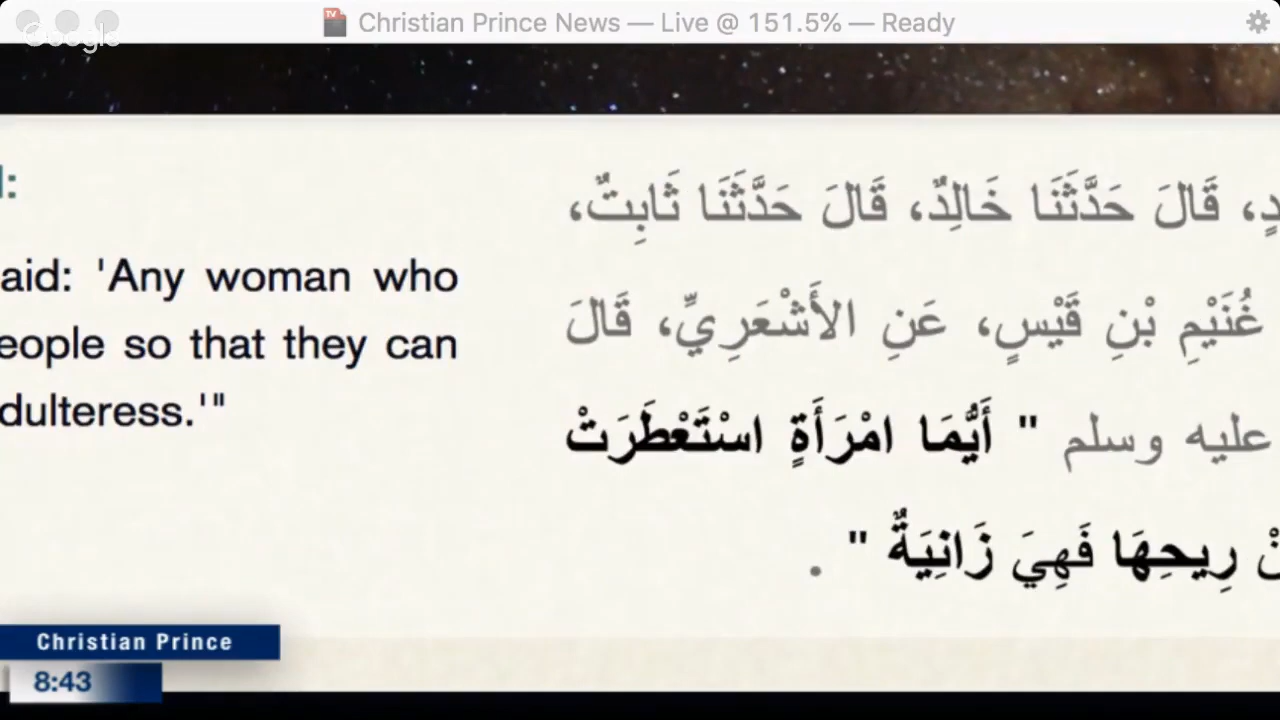 Christian Prince News — Live @ 151.5% — Ready
Google
aid: 'Any woman who
eople so that they can
dulteress.'"
قَالَ حَدَّثَنَا خَالِدٌ، قَالَ حَدَّثَنَا ثَابِتٌ،
غُنَيْمِ بْنِ قَيْسٍ، عَنِ الأَشْعَرِيِّ، قَالَ
عليه وسلم " أَيُّمَا امْرَأَةٍ اسْتَعْطَرَتْ
رِيحِهَا فَهِيَ زَانِيَةٌ " .
Christian Prince
8:43